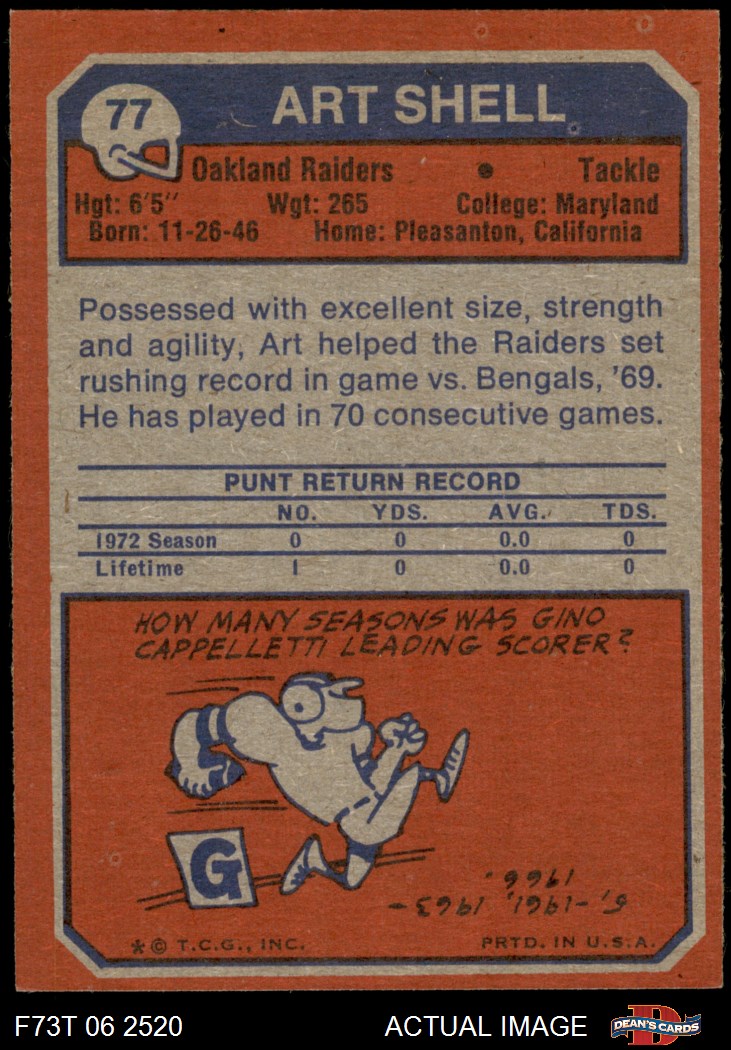 77
ART SHELL
Oakland Raiders • Tackle
Hgt: 6'5" Wgt: 265 College: Maryland
Born: 11-26-46 Home: Pleasanton, California
Possessed with excellent size, strength
and agility, Art helped the Raiders set
rushing record in game vs. Bengals, '69.
He has played in 70 consecutive games.
PUNT RETURN RECORD
NO. YDS. AVG. TDS.
1972 Season 0 0 0.0 0
Lifetime 1 0 0.0 0
HOW MANY SEASONS WAS GINO
CAPPELLETTI LEADING SCORER?
G
5, -1961, 1963-
1966.
*© T.C.G., INC. PRTD. IN U.S.A.
F73T 06 2520 ACTUAL IMAGE D DEAN'S CARDS